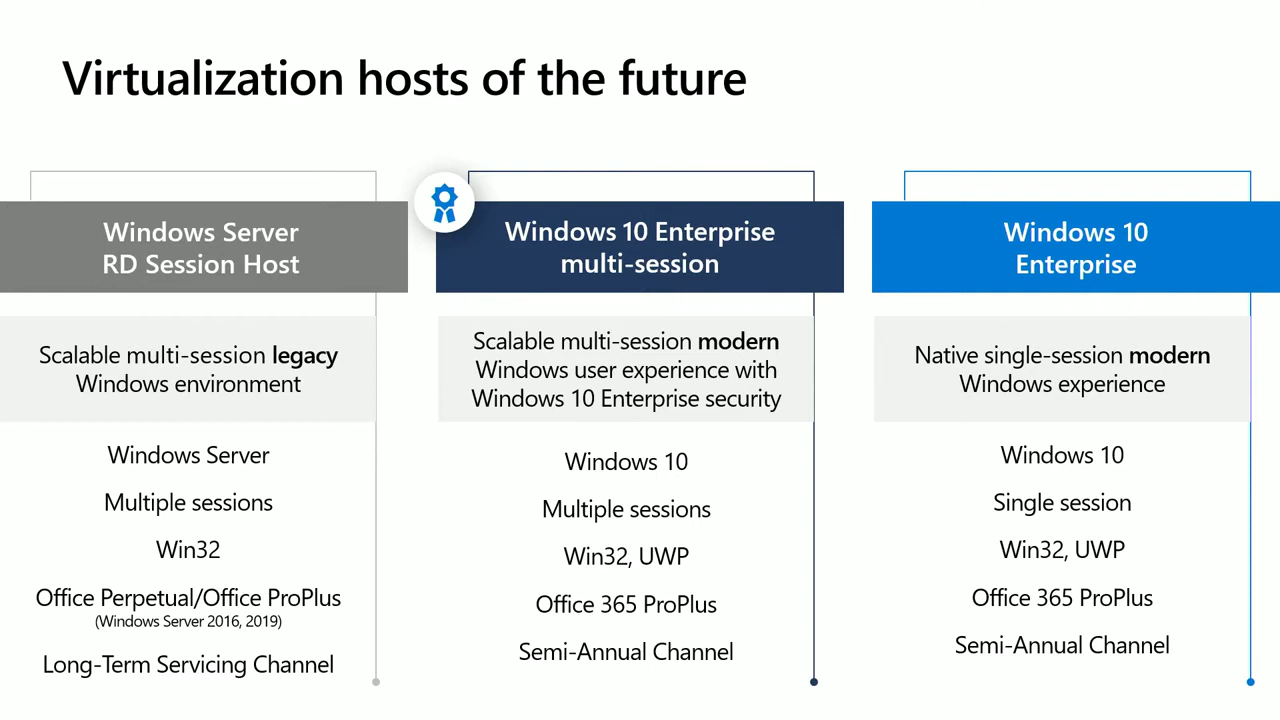 Virtualization hosts of the future
Windows Server
RD Session Host
Scalable multi-session legacy
Windows environment
Windows Server
Multiple sessions
Win32
Office Perpetual/Office ProPlus
(Windows Server 2016, 2019)
Long-Term Servicing Channel
Windows 10 Enterprise
multi-session
Scalable multi-session modern
Windows user experience with
Windows 10 Enterprise security
Windows 10
Multiple sessions
Win32, UWP
Office 365 ProPlus
Semi-Annual Channel
Windows 10
Enterprise
Native single-session modern
Windows experience
Windows 10
Single session
Win32, UWP
Office 365 ProPlus
Semi-Annual Channel